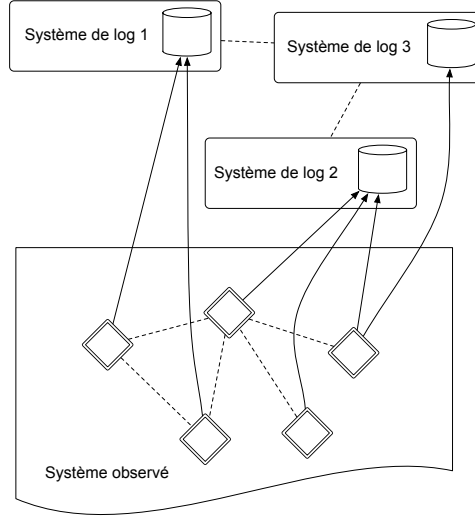 Système de log 1
Système de log 3
Système de log 2
Système observé